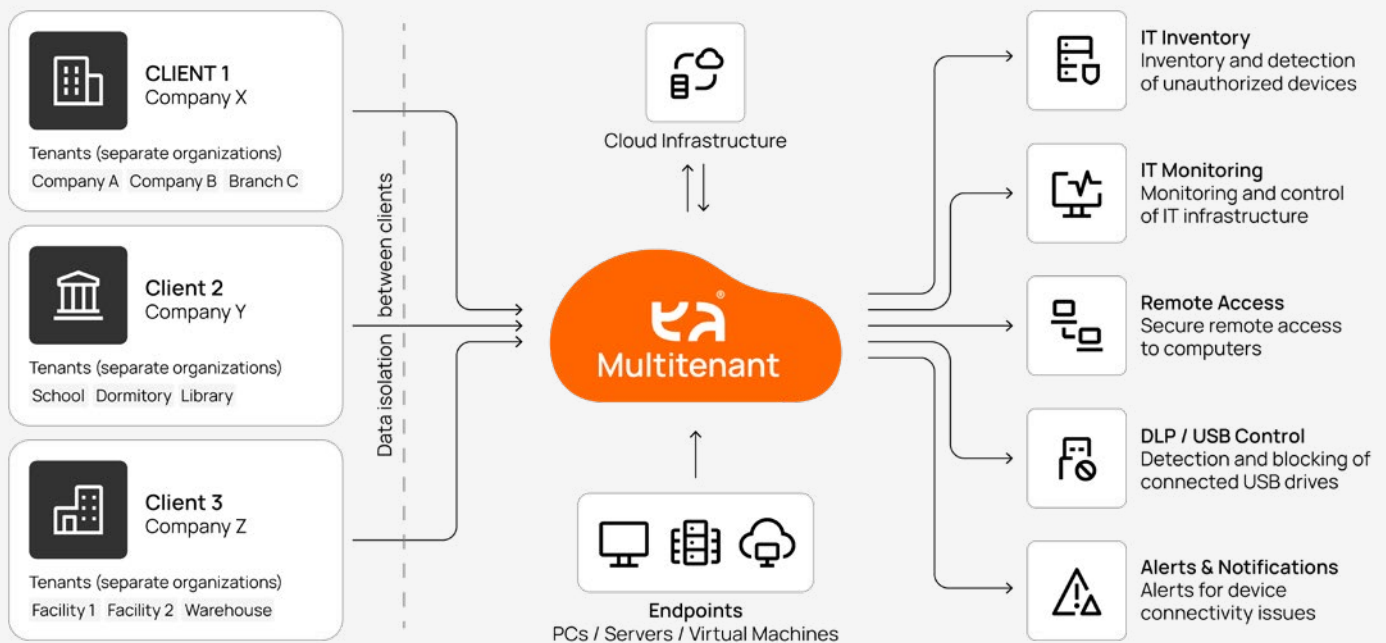 CLIENT 1
Company X
Tenants (separate organizations)
Company A Company B Branch C
Client 2
Company Y
Tenants (separate organizations)
School Dormitory Library
Client 3
Company Z
Tenants (separate organizations)
Facility 1 Facility 2 Warehouse
Data isolation between clients
Cloud Infrastructure
®
Multitenant
Endpoints
PCs / Servers / Virtual Machines
IT Inventory
Inventory and detection
of unauthorized devices
IT Monitoring
Monitoring and control
of IT infrastructure
Remote Access
Secure remote access
to computers
DLP / USB Control
Detection and blocking of
connected USB drives
Alerts & Notifications
Alerts for device
connectivity issues